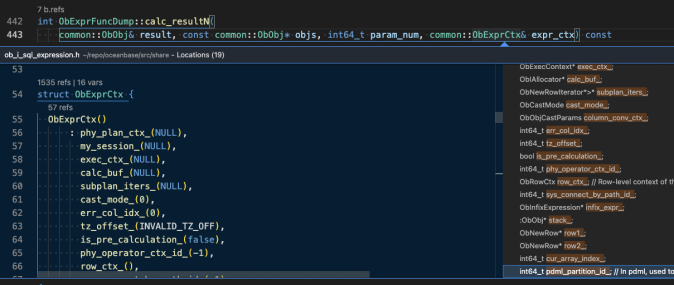 7 b.refs
442 int ObExprFuncDump::calc_resultN(
443 common::ObObj& result, const common::ObObj* objs, int64_t param_num, common::ObExprCtx& expr_ctx) const
ob_i_sql_expression.h ~/repo/oceanbase/src/share - Locations (19)
53
1535 refs | 16 vars
54 struct ObExprCtx {
57 refs
55 ObExprCtx()
56 : phy_plan_ctx_(NULL),
57 my_session_(NULL),
58 exec_ctx_(NULL),
59 calc_buf_(NULL),
60 subplan_iters_(NULL),
61 cast_mode_(0),
62 err_col_idx_(0),
63 tz_offset_(INVALID_TZ_OFF),
64 is_pre_calculation_(false),
65 phy_operator_ctx_id_(-1),
66 row_ctx_(),
ObExecContext* exec_ctx_;
ObIAllocator* calc_buf_;
ObNewRowIterator*>* subplan_iters_;
ObCastMode cast_mode_;
ObObjCastParams column_conv_ctx_;
int64_t err_col_idx_;
int64_t tz_offset_;
bool is_pre_calculation_;
int64_t phy_operator_ctx_id_;
ObRowCtx row_ctx_; // Row-level context of th
int64_t sys_connect_by_path_id_;
ObInfixExpression* infix_expr_;
:ObObj* stack_;
ObNewRow* row1_;
ObNewRow* row2_;
int64_t cur_array_index_;
int64_t pdml_partition_id_; // In pdml, used to